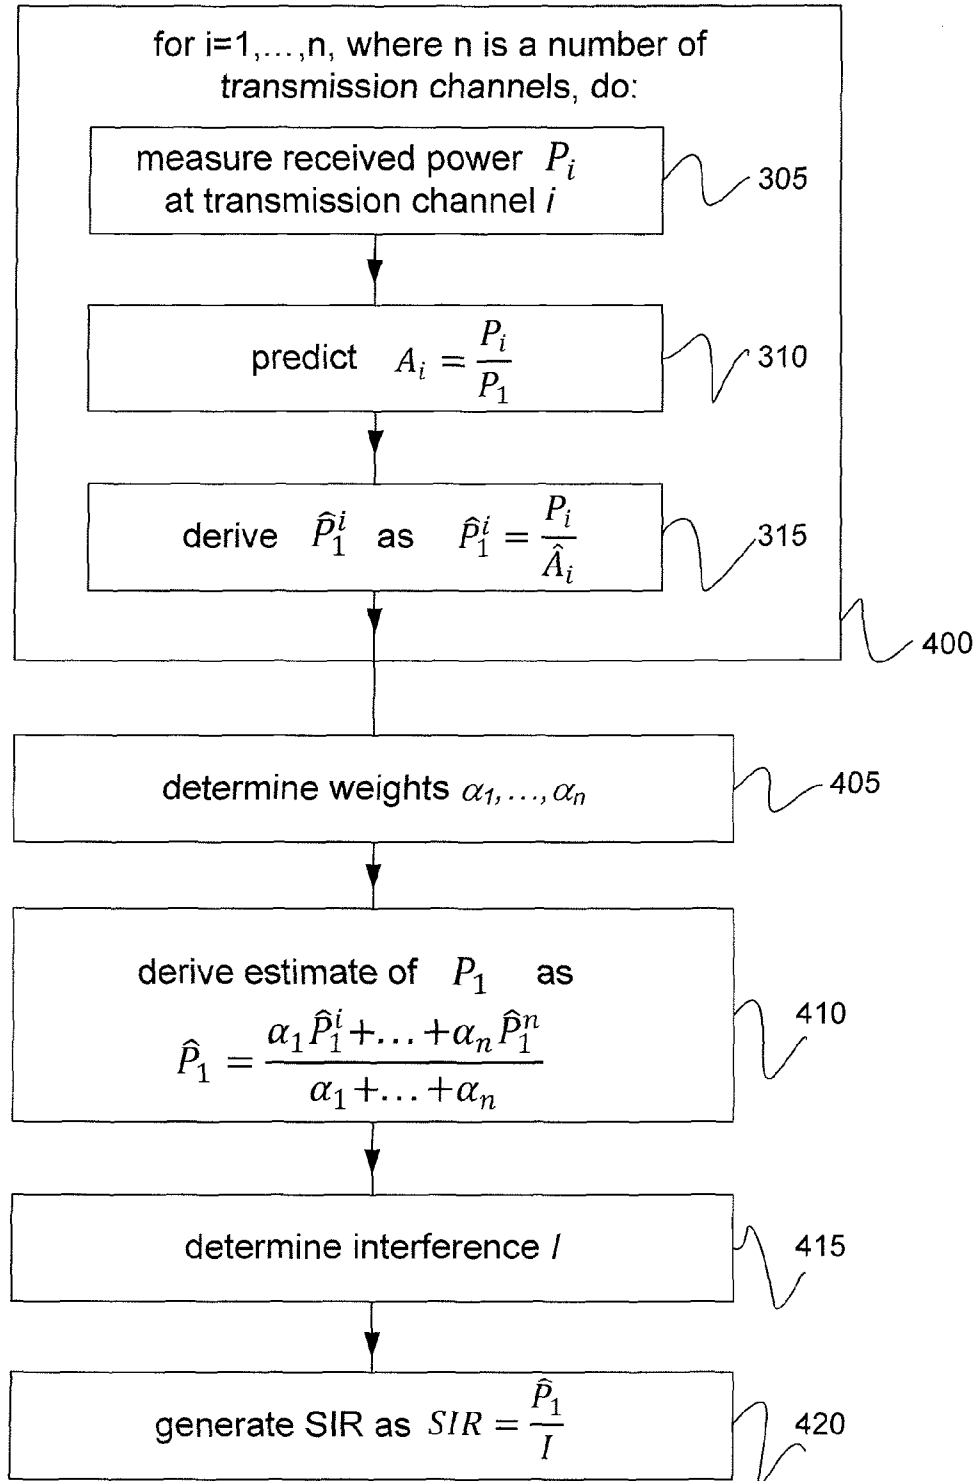 for i=1,...,n, where n is a number of
transmission channels, do:
measure received power P_i
at transmission channel i
305
predict A_i = P_i / P_1
310
derive P̂_1^i as P̂_1^i = P_i / Â_i
315
400
determine weights α_1,...,α_n
405
derive estimate of P_1 as
P̂_1 = (α_1 P̂_1^i +...+ α_n P̂_1^n) / (α_1 +...+ α_n)
410
determine interference I
415
generate SIR as SIR = P̂_1 / I
420